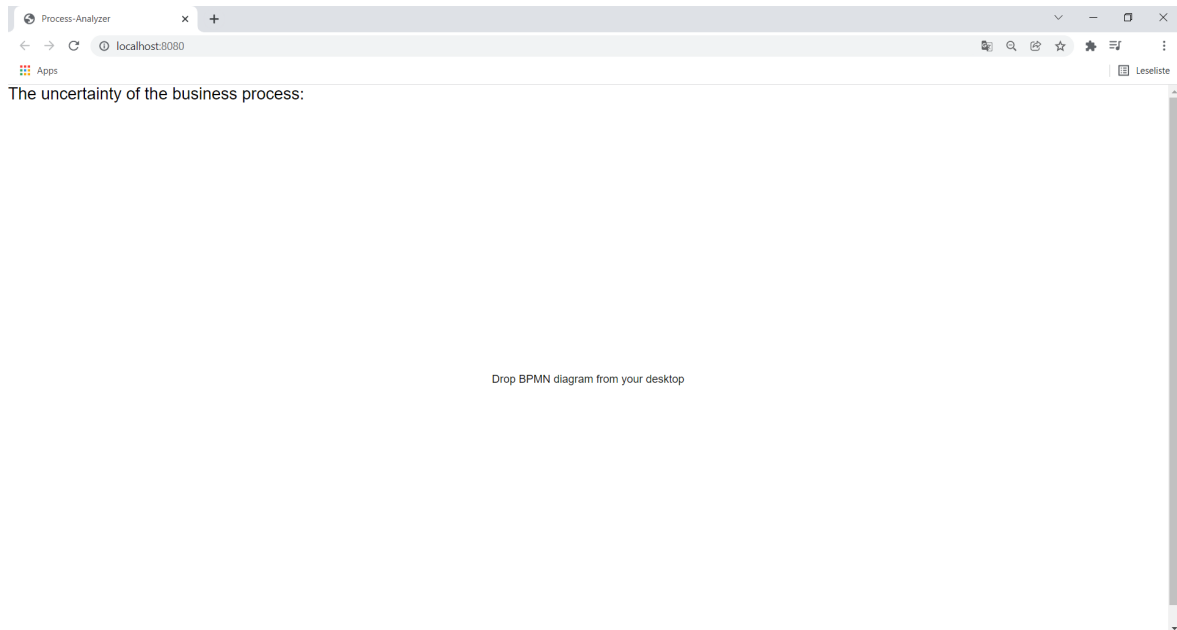 Process-Analyzer
localhost:8080
Apps
Leseliste
The uncertainty of the business process:
Drop BPMN diagram from your desktop